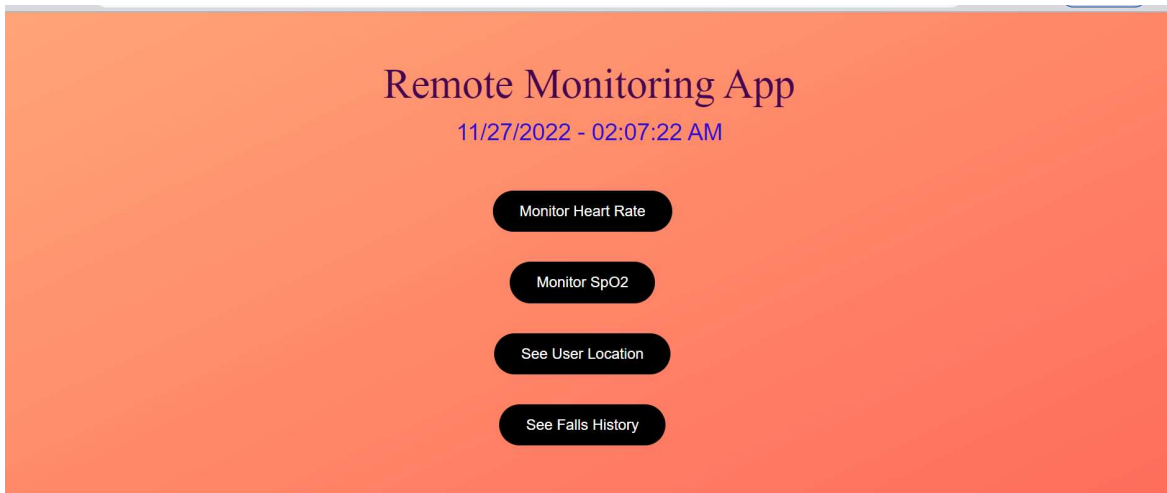 Remote Monitoring App
11/27/2022 - 02:07:22 AM
Monitor Heart Rate
Monitor SpO2
See User Location
See Falls History